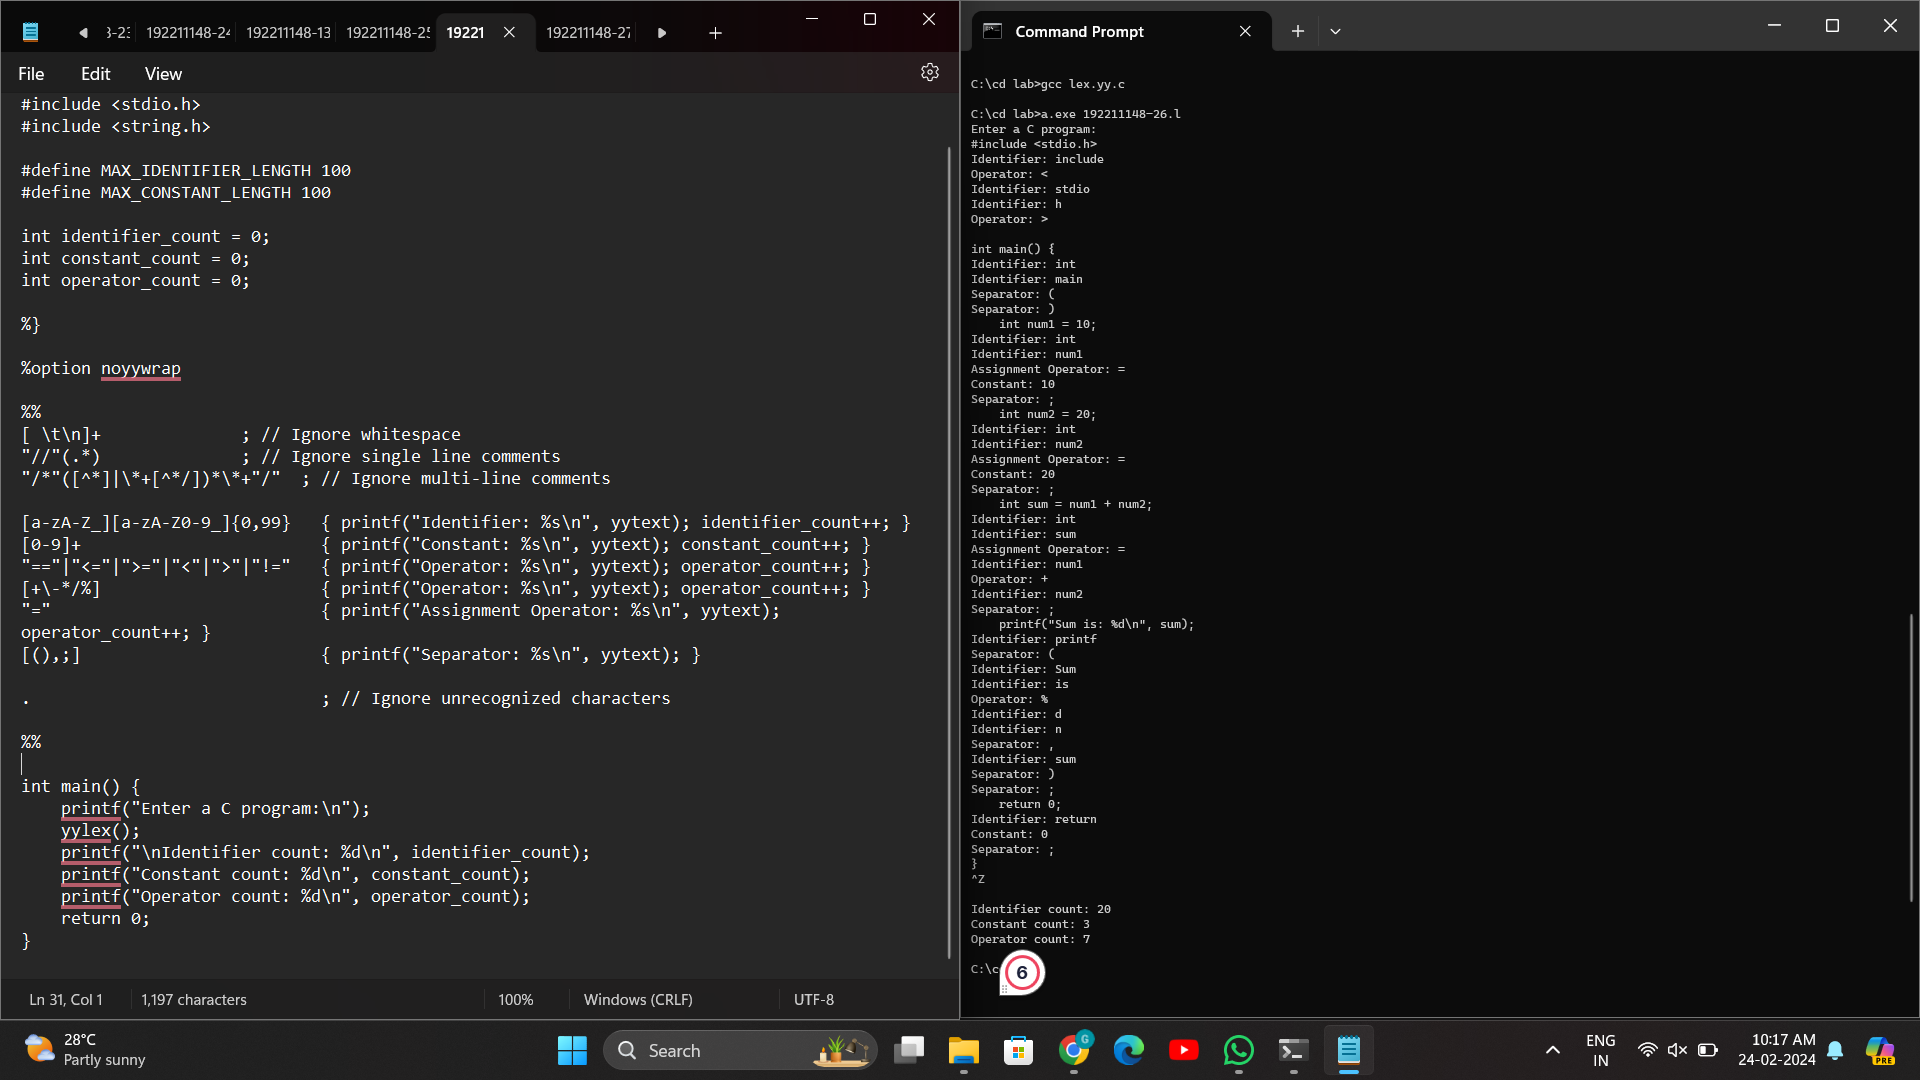 3-23
192211148-24
192211148-13
192211148-25
19221
192211148-27
File
Edit
View
#include <stdio.h>
#include <string.h>
#define MAX_IDENTIFIER_LENGTH 100
#define MAX_CONSTANT_LENGTH 100
int identifier_count = 0;
int constant_count = 0;
int operator_count = 0;
%}
%option noyywrap
%%
[ \t\n]+              ; // Ignore whitespace
"//"(.*)              ; // Ignore single line comments
"/*"([^*]|\*+[^*/])*\*+"/"  ; // Ignore multi-line comments
[a-zA-Z_][a-zA-Z0-9_]{0,99}   { printf("Identifier: %s\n", yytext); identifier_count++; }
[0-9]+                        { printf("Constant: %s\n", yytext); constant_count++; }
"=="|"<="|">="|"<"|">"|"!="   { printf("Operator: %s\n", yytext); operator_count++; }
[+\-*/%]                      { printf("Operator: %s\n", yytext); operator_count++; }
"="                           { printf("Assignment Operator: %s\n", yytext);
operator_count++; }
[(),;]                        { printf("Separator: %s\n", yytext); }
.                             ; // Ignore unrecognized characters
%%
int main() {
    printf("Enter a C program:\n");
    yylex();
    printf("\nIdentifier count: %d\n", identifier_count);
    printf("Constant count: %d\n", constant_count);
    printf("Operator count: %d\n", operator_count);
    return 0;
}
Ln 31, Col 1
1,197 characters
100%
Windows (CRLF)
UTF-8
Command Prompt
C:\cd lab>gcc lex.yy.c
C:\cd lab>a.exe 192211148-26.l
Enter a C program:
#include <stdio.h>
Identifier: include
Operator: <
Identifier: stdio
Identifier: h
Operator: >
int main() {
Identifier: int
Identifier: main
Separator: (
Separator: )
    int num1 = 10;
Identifier: int
Identifier: num1
Assignment Operator: =
Constant: 10
Separator: ;
    int num2 = 20;
Identifier: int
Identifier: num2
Assignment Operator: =
Constant: 20
Separator: ;
    int sum = num1 + num2;
Identifier: int
Identifier: sum
Assignment Operator: =
Identifier: num1
Operator: +
Identifier: num2
Separator: ;
    printf("Sum is: %d\n", sum);
Identifier: printf
Separator: (
Identifier: Sum
Identifier: is
Operator: %
Identifier: d
Identifier: n
Separator: ,
Identifier: sum
Separator: )
Separator: ;
    return 0;
Identifier: return
Constant: 0
Separator: ;
}
^Z
Identifier count: 20
Constant count: 3
Operator count: 7
C:\c
6
28°C
Partly sunny
Search
ENG
IN
10:17 AM
24-02-2024
G
PRE